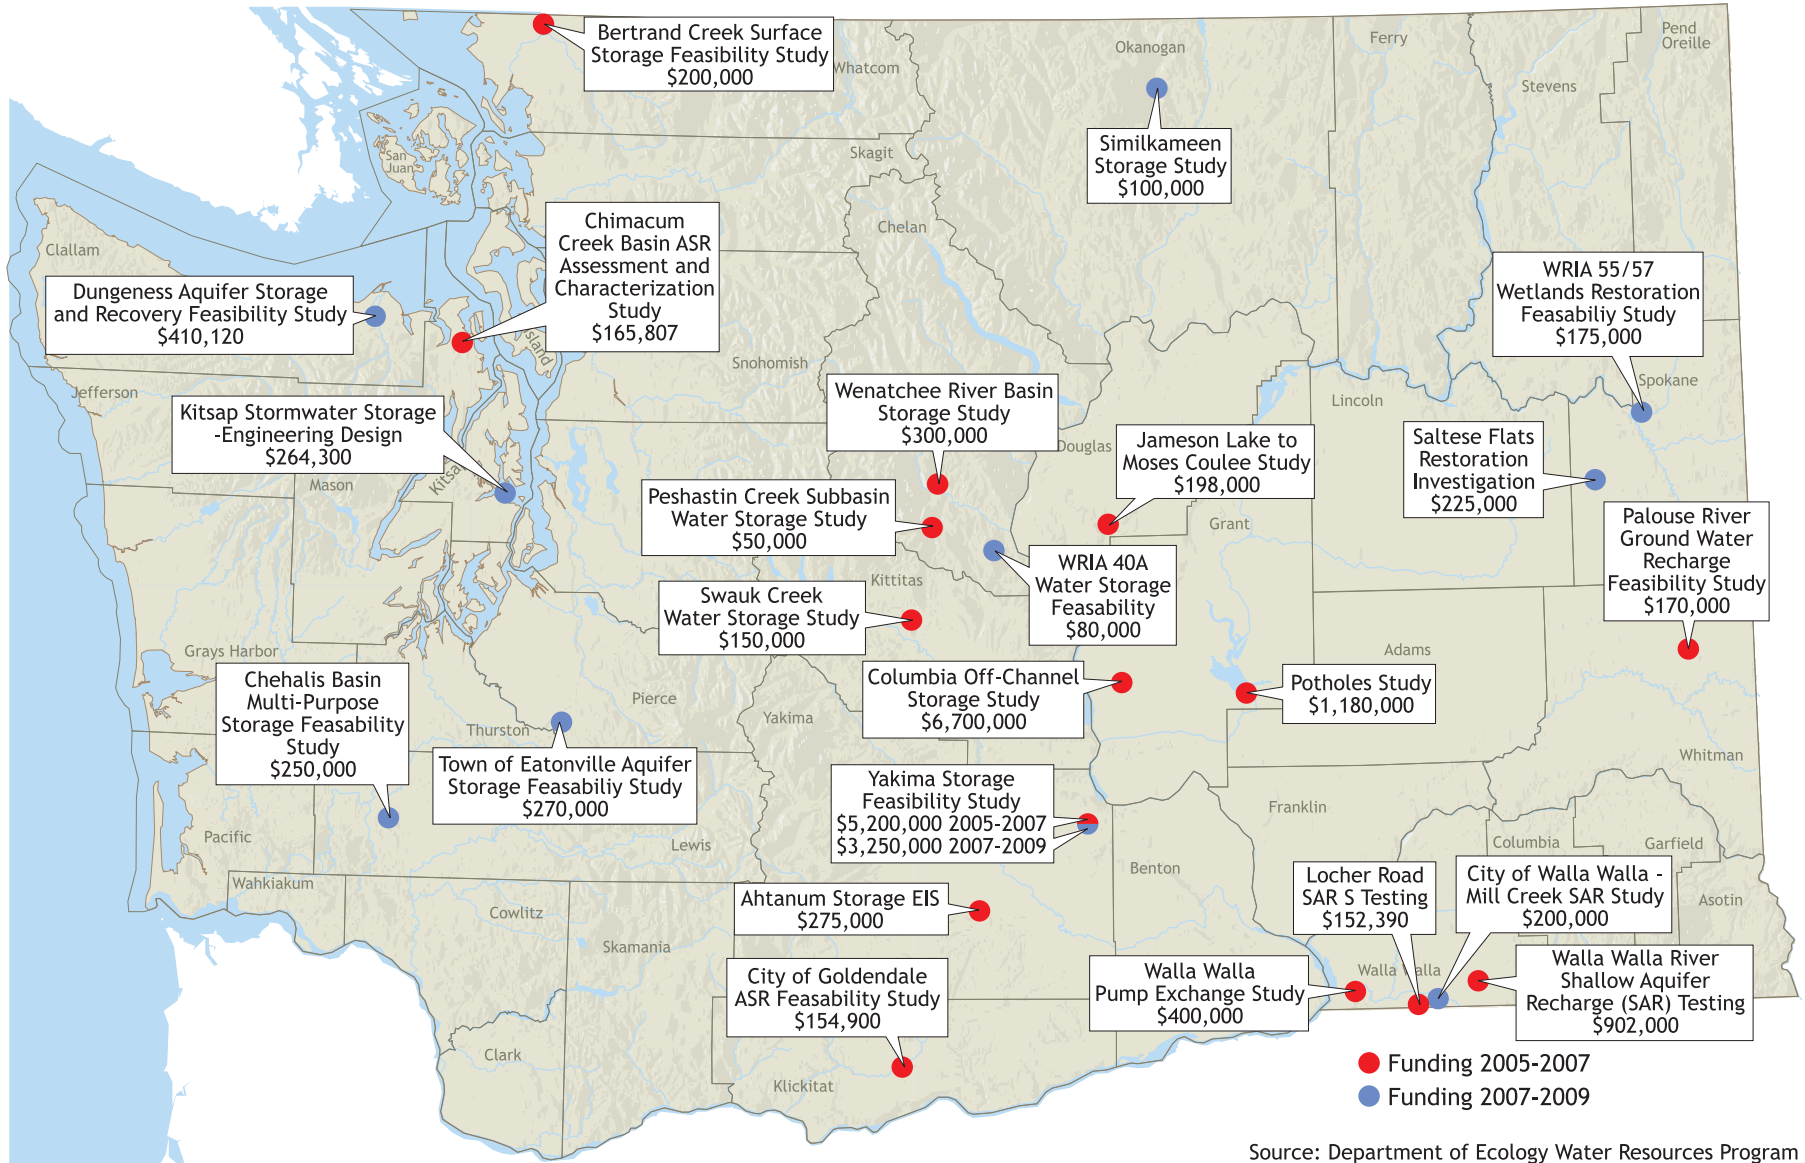 Bertrand Creek Surface
Storage Feasibility Study
$200,000
Whatcom
Okanogan
Ferry
Pend
Oreille
Stevens
San
Juan
Skagit
Similkameen
Storage Study
$100,000
Chelan
Clallam
Chimacum
Creek Basin ASR
Assessment and
Characterization
Study
$165,807
Dungeness Aquifer Storage
and Recovery Feasibility Study
$410,120
WRIA 55/57
Wetlands Restoration
Feasabiliy Study
$175,000
Island
Snohomish
Jefferson
Spokane
Lincoln
Kitsap Stormwater Storage
-Engineering Design
$264,300
Wenatchee River Basin
Storage Study
$300,000
Douglas
Jameson Lake to
Moses Coulee Study
$198,000
Saltese Flats
Restoration
Investigation
$225,000
Mason
Peshastin Creek Subbasin
Water Storage Study
$50,000
Grant
Palouse River
Ground Water
Recharge
Feasibility Study
$170,000
WRIA 40A
Water Storage
Feasability
$80,000
Kittitas
Swauk Creek
Water Storage Study
$150,000
Grays Harbor
Adams
Chehalis Basin
Multi-Purpose
Storage Feasability
Study
$250,000
Columbia Off-Channel
Storage Study
$6,700,000
Potholes Study
$1,180,000
Pierce
Yakima
Thurston
Whitman
Town of Eatonville Aquifer
Storage Feasabiliy Study
$270,000
Yakima Storage
Feasibility Study
$5,200,000 2005-2007
$3,250,000 2007-2009
Franklin
Pacific
Lewis
Columbia
Garfield
Benton
Wahkiakum
Locher Road
SAR S Testing
$152,390
City of Walla Walla -
Mill Creek SAR Study
$200,000
Asotin
Ahtanum Storage EIS
$275,000
Cowlitz
Skamania
Walla Walla
City of Goldendale
ASR Feasability Study
$154,900
Walla Walla
Pump Exchange Study
$400,000
Walla Walla River
Shallow Aquifer
Recharge (SAR) Testing
$902,000
Clark
Klickitat
Funding 2005-2007
Funding 2007-2009
Source: Department of Ecology Water Resources Program